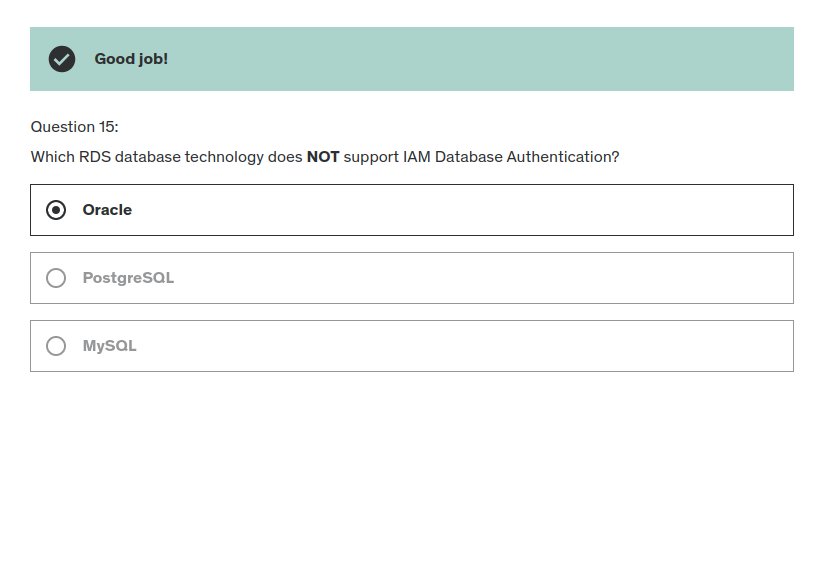 Good job!
Question 15:
Which RDS database technology does NOT support IAM Database Authentication?
Oracle
PostgreSQL
MySQL